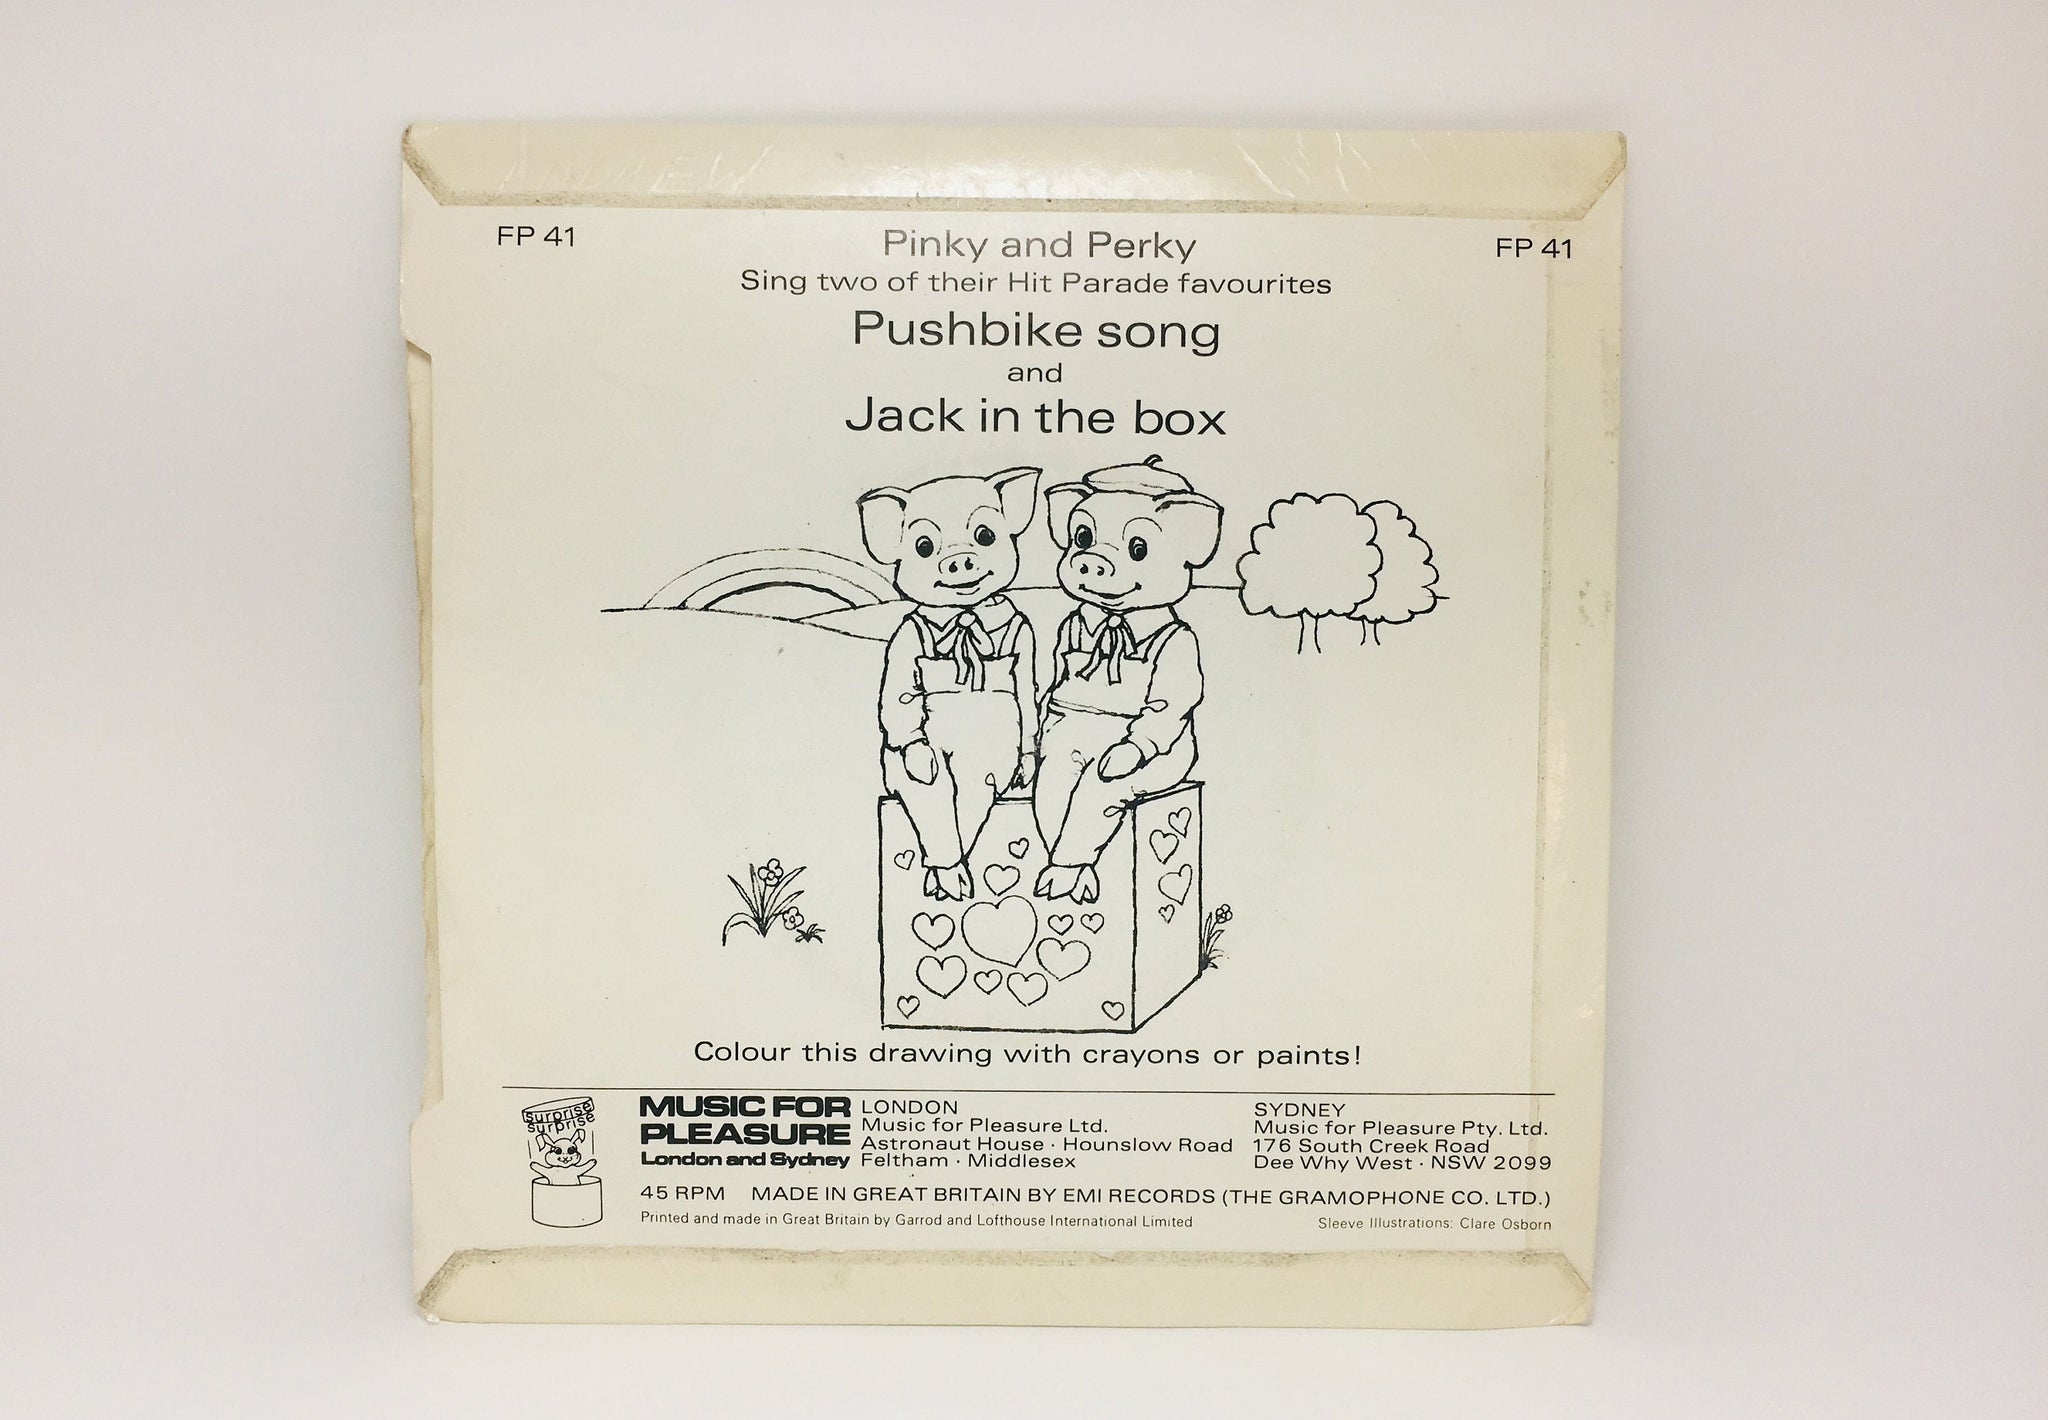 FP 41
Pinky and Perky
FP 41
Sing two of their Hit Parade favourites
Pushbike song
and
Jack in the box
Colour this drawing with crayons or paints!
surprise
surprise
MUSIC FOR
PLEASURE
London and Sydney
LONDON
Music for Pleasure Ltd.
Astronaut House · Hounslow Road
Feltham · Middlesex
SYDNEY
Music for Pleasure Pty. Ltd.
176 South Creek Road
Dee Why West · NSW 2099
45 RPM MADE IN GREAT BRITAIN BY EMI RECORDS (THE GRAMOPHONE CO. LTD.)
Printed and made in Great Britain by Garrod and Lofthouse International Limited
Sleeve Illustrations: Clare Osborn